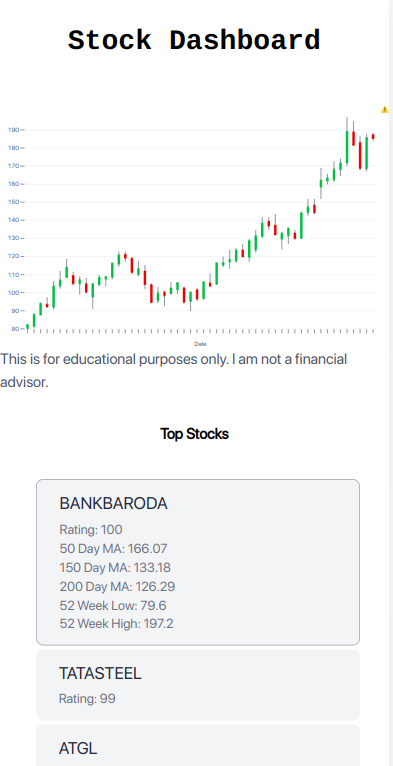 Stock Dashboard
190
180
170
160
150
140
130
120
110
100
90
80
Date
This is for educational purposes only. I am not a financial
advisor.
Top Stocks
BANKBARODA
Rating: 100
50 Day MA: 166.07
150 Day MA: 133.18
200 Day MA: 126.29
52 Week Low: 79.6
52 Week High: 197.2
TATASTEEL
Rating: 99
ATGL